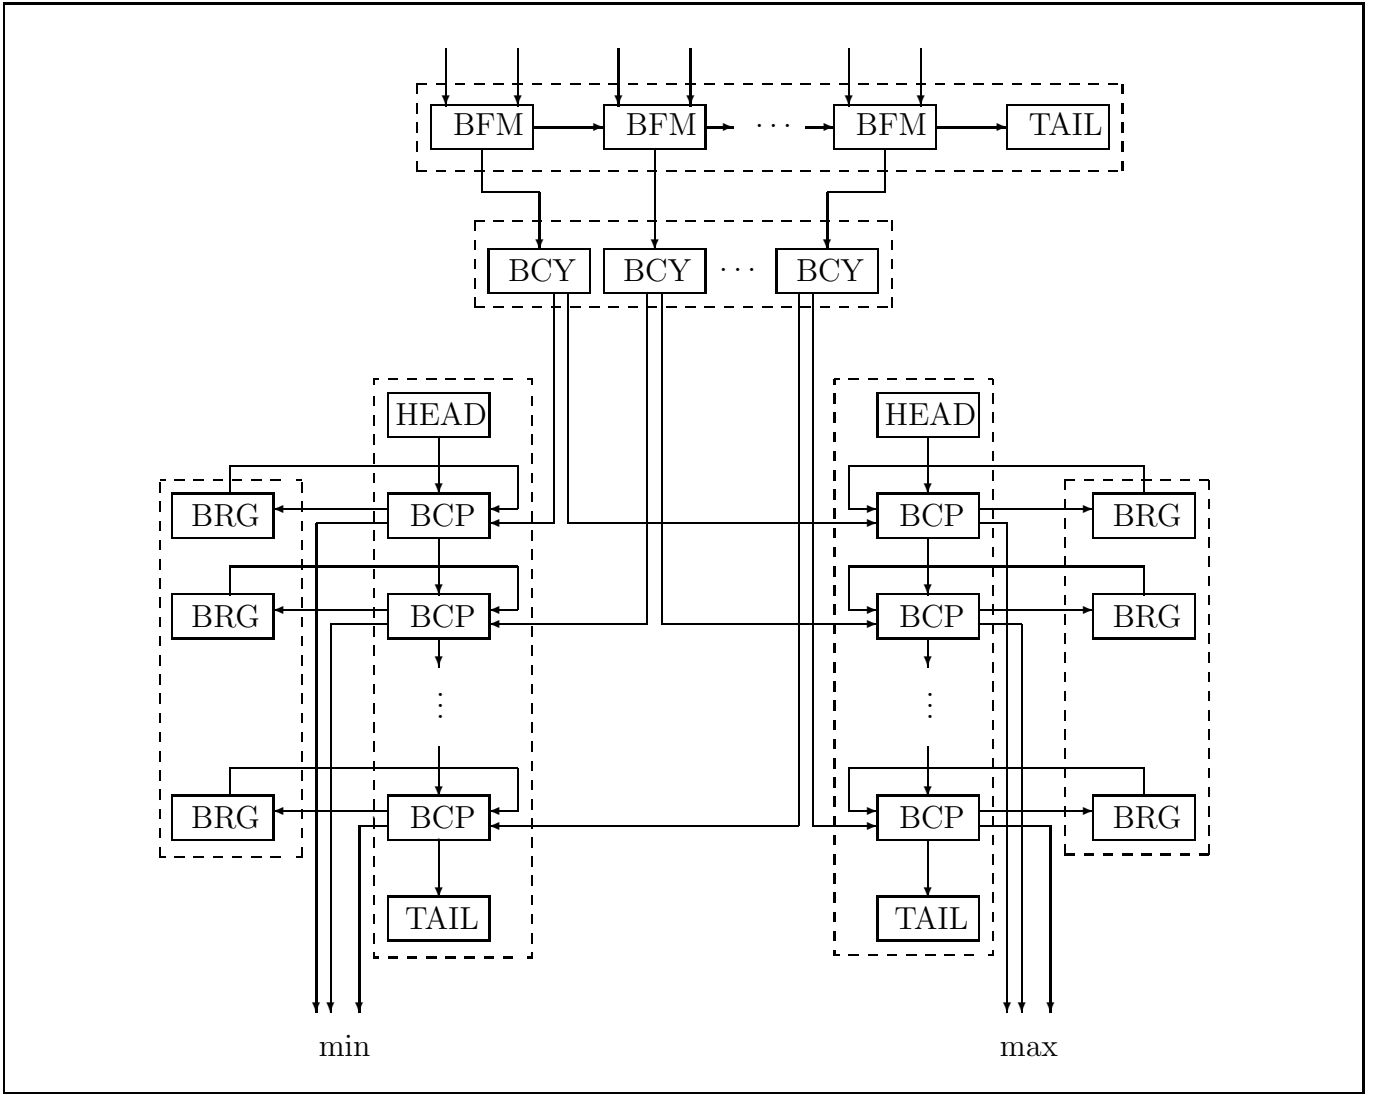 BFM BFM ··· BFM TAIL
BCY BCY ··· BCY
HEAD HEAD
BRG BCP BCP BRG
BRG BCP BCP BRG
⋮ ⋮
BRG BCP BCP BRG
TAIL TAIL
min max